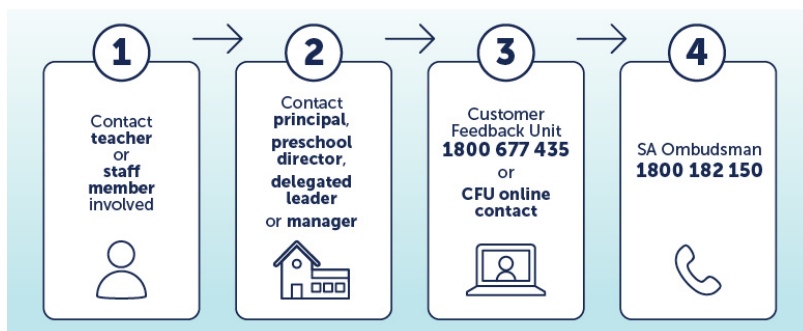 1
Contact
teacher
or
staff
member
involved
2
Contact
principal,
preschool
director,
delegated
leader
or manager
3
Customer
Feedback Unit
1800 677 435
or
CFU online
contact
4
SA Ombudsman
1800 182 150